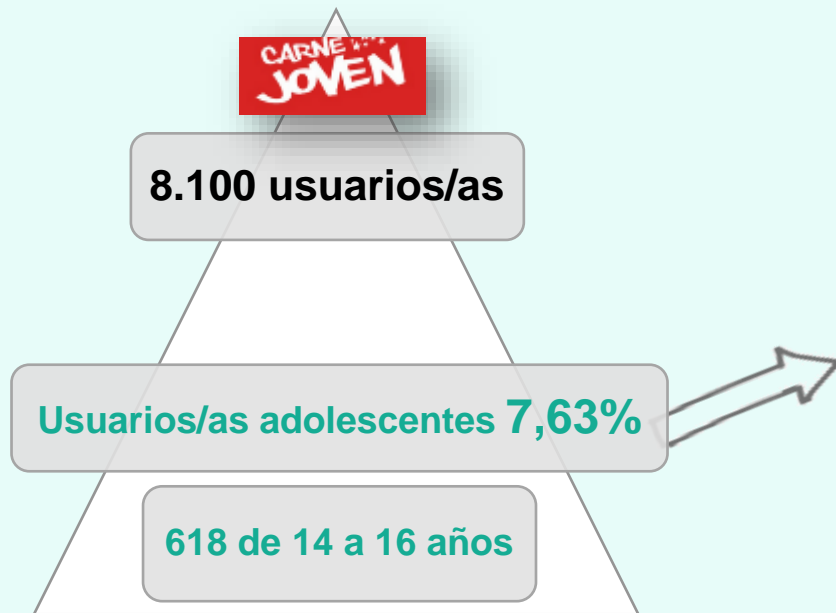 CARNE
JOVEN
8.100 usuarios/as
Usuarios/as adolescentes 7,63%
618 de 14 a 16 años